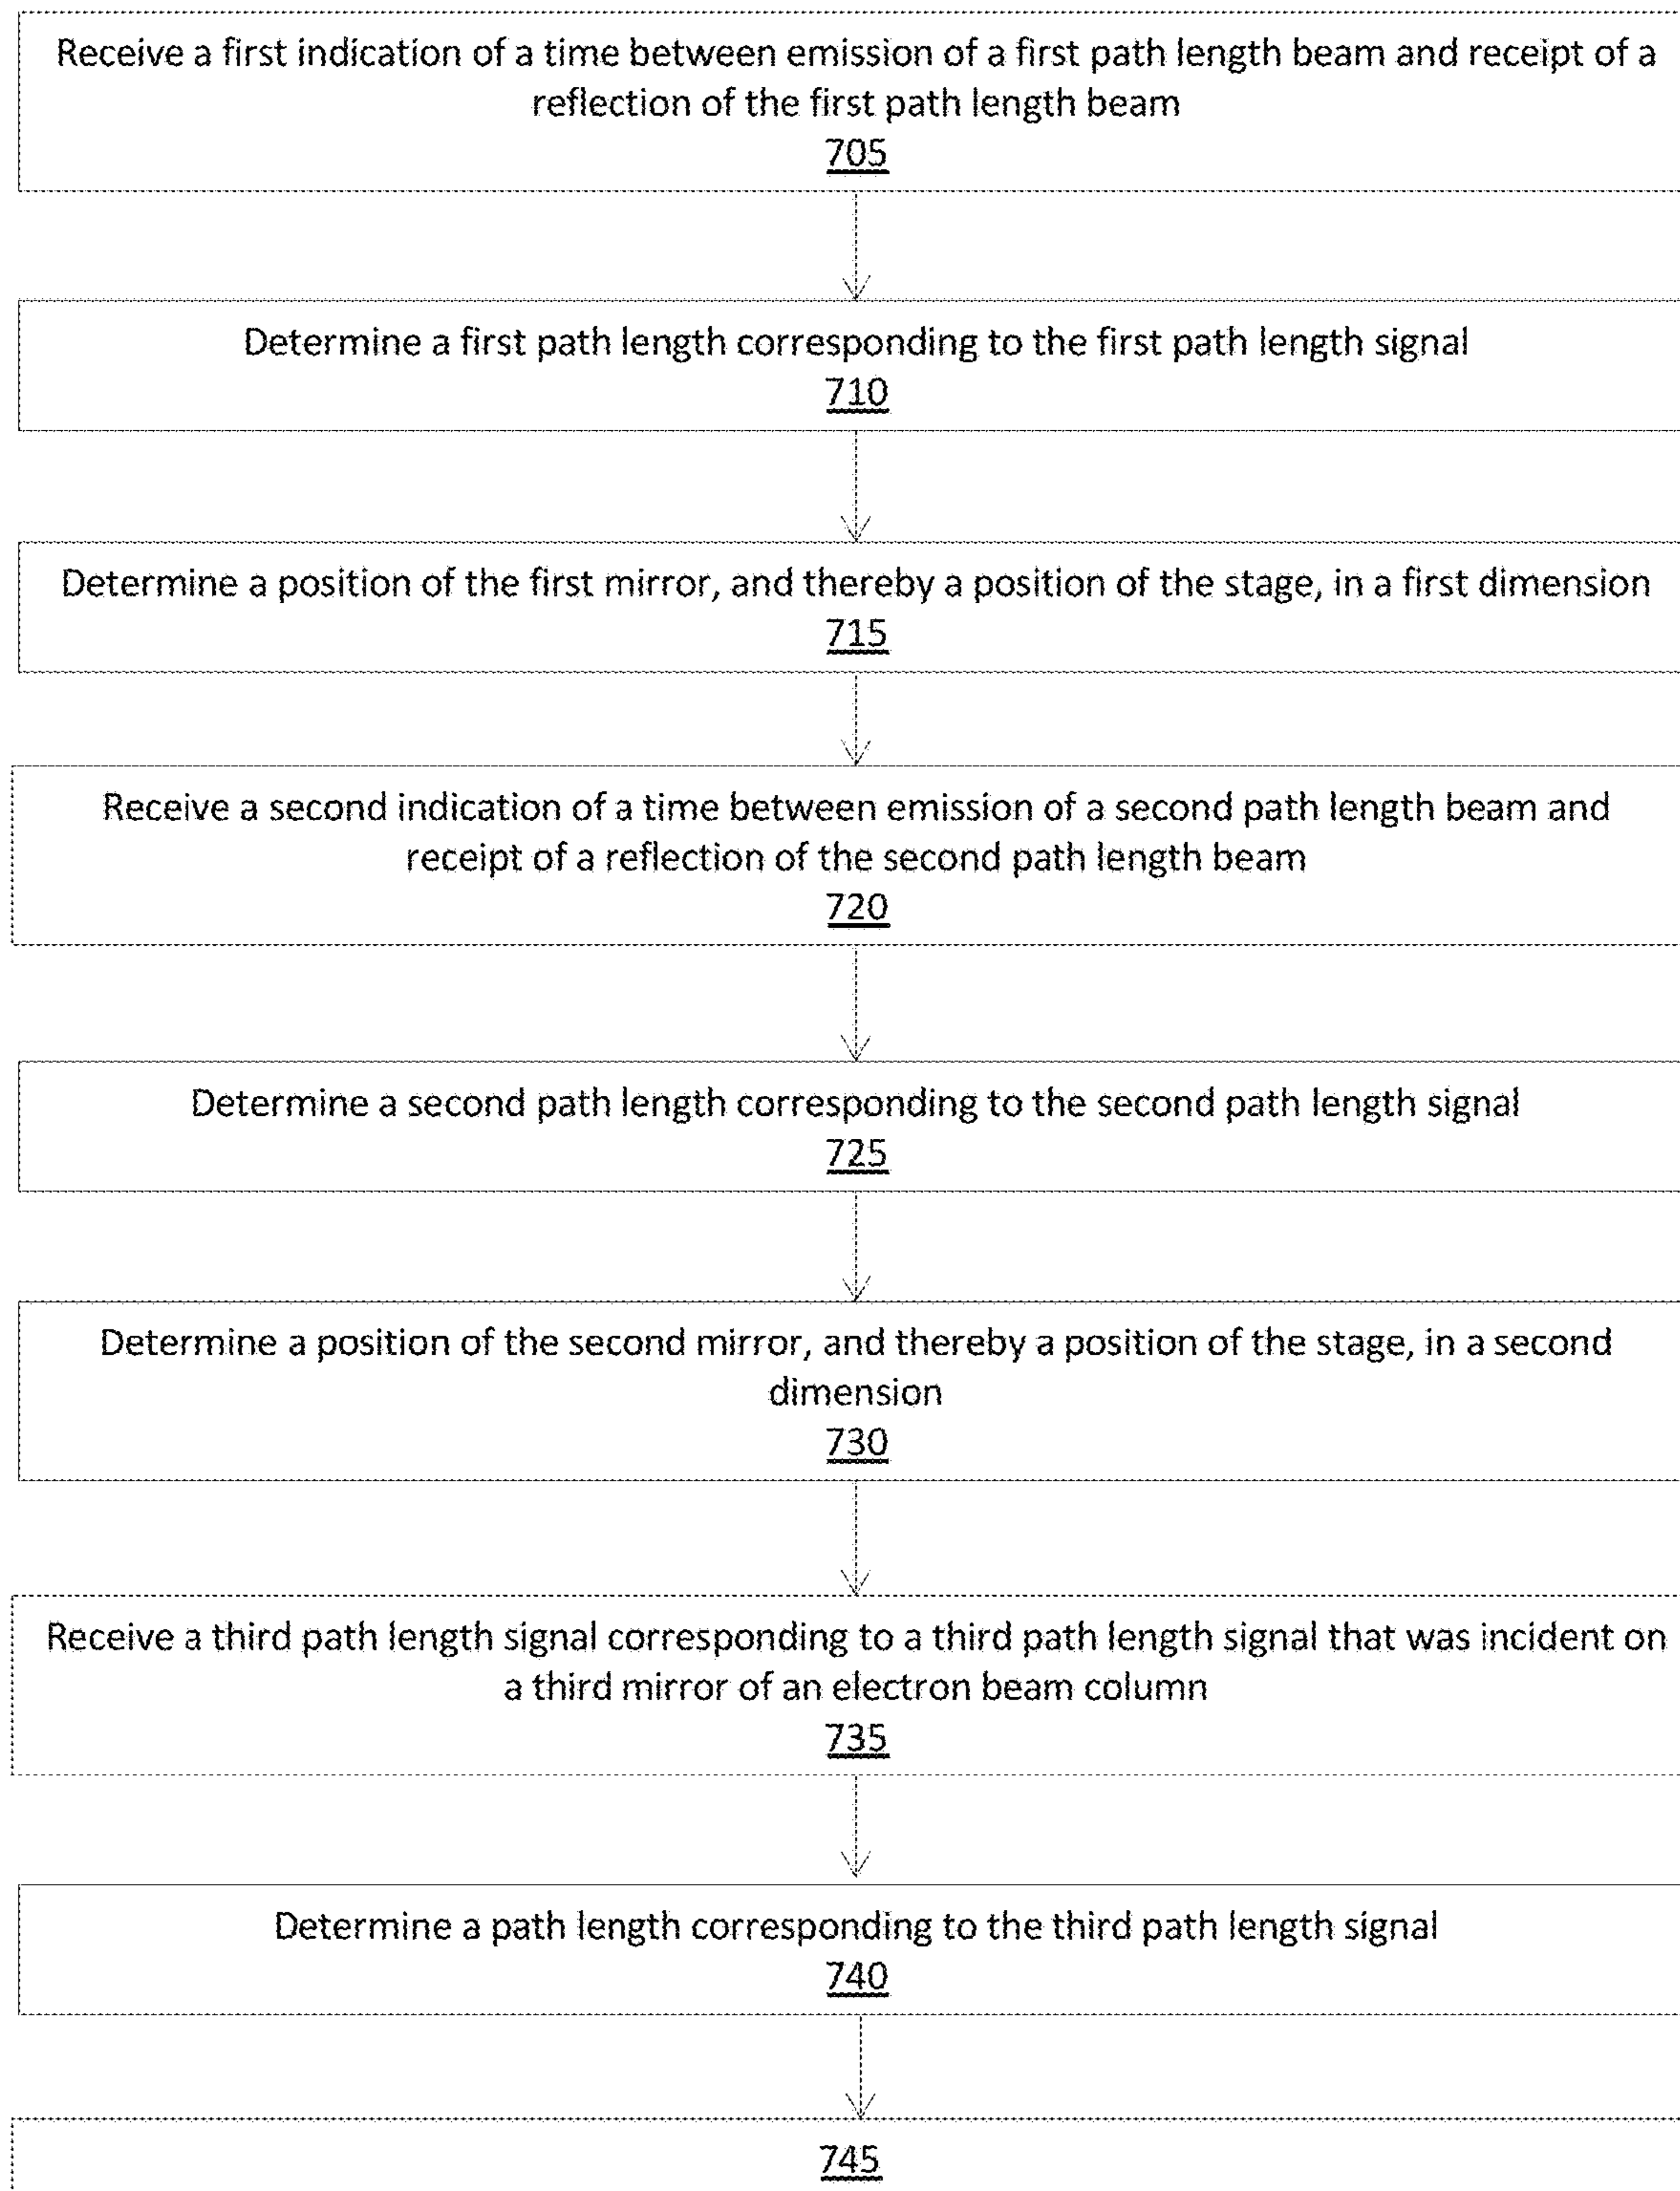 Receive a first indication of a time between emission of a first path length beam and receipt of a
reflection of the first path length beam
705
Determine a first path length corresponding to the first path length signal
710
Determine a position of the first mirror, and thereby a position of the stage, in a first dimension
715
Receive a second indication of a time between emission of a second path length beam and
receipt of a reflection of the second path length beam
720
Determine a second path length corresponding to the second path length signal
725
Determine a position of the second mirror, and thereby a position of the stage, in a second
dimension
730
Receive a third path length signal corresponding to a third path length signal that was incident on
a third mirror of an electron beam column
735
Determine a path length corresponding to the third path length signal
740
745